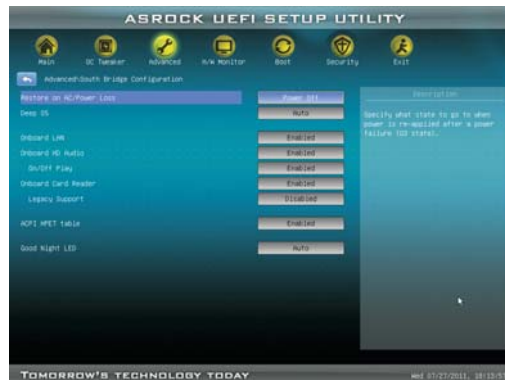 ASROCK UEFI SETUP UTILITY
Main OC Tweaker Advanced H/W Monitor Boot Security Exit
Advanced\South Bridge Configuration
Restore on AC/Power Loss Power Off
Description
Deep S5 Auto
Specify what state to go to when
power is re-applied after a power
failure (G3 state).
Onboard LAN Enabled
Onboard HD Audio Enabled
On/Off Play Enabled
Onboard Card Reader Enabled
Legacy Support Disabled
ACPI HPET table Enabled
Good Night LED Auto
TOMORROW'S TECHNOLOGY TODAY
Wed 07/27/2011,